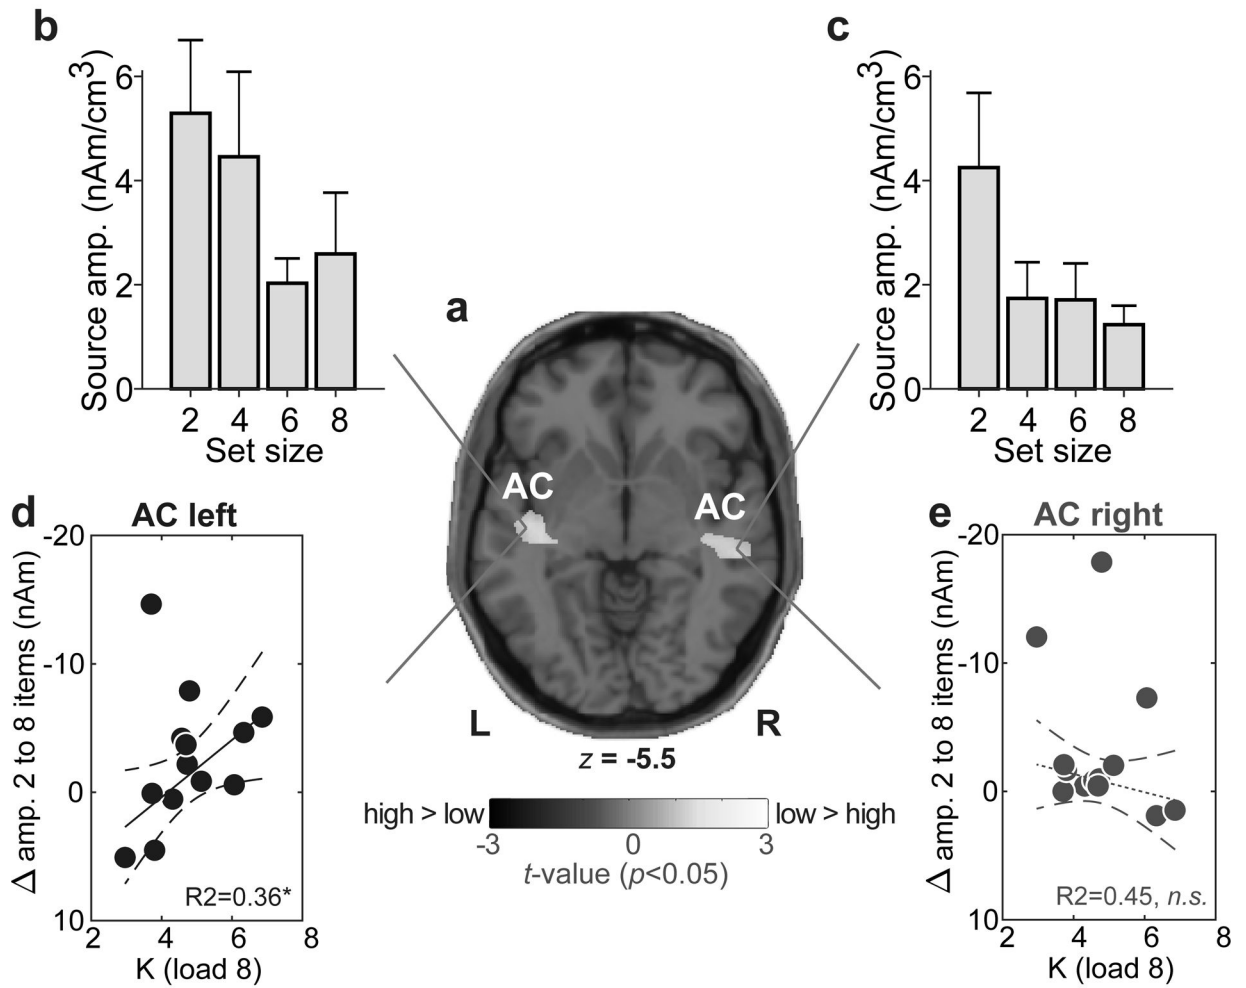 b
Source amp. (nAm/cm³)
6
4
2
0
2 4 6 8
Set size
c
Source amp. (nAm/cm³)
6
4
2
0
2 4 6 8
Set size
a
AC
AC
L
R
z = -5.5
high > low
low > high
-3 0 3
t-value (p<0.05)
d
AC left
Δ amp. 2 to 8 items (nAm)
-20
-10
0
10
R2=0.36*
2 4 6 8
K (load 8)
e
AC right
Δ amp. 2 to 8 items (nAm)
-20
-10
0
10
R2=0.45, n.s.
2 4 6 8
K (load 8)